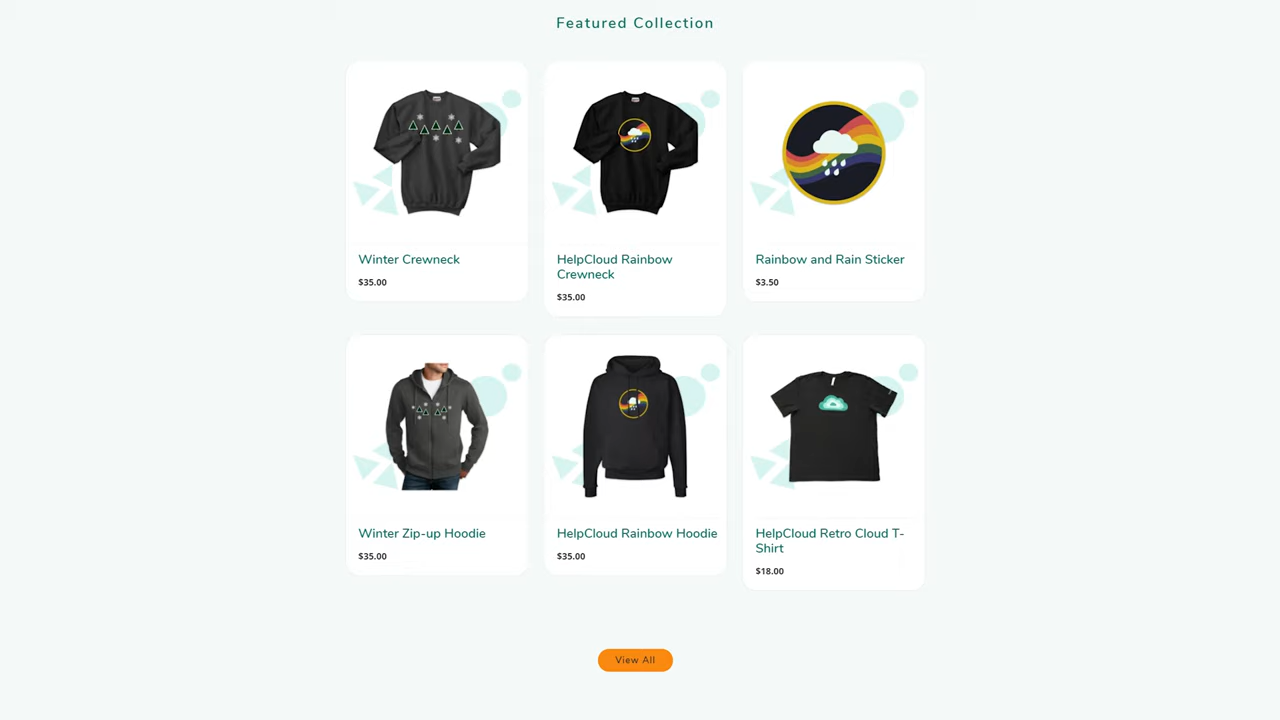 Featured Collection
Winter Crewneck
$35.00
HelpCloud Rainbow
Crewneck
$35.00
Rainbow and Rain Sticker
$3.50
Winter Zip-up Hoodie
$35.00
HelpCloud Rainbow Hoodie
$35.00
HelpCloud Retro Cloud T-
Shirt
$18.00
View All